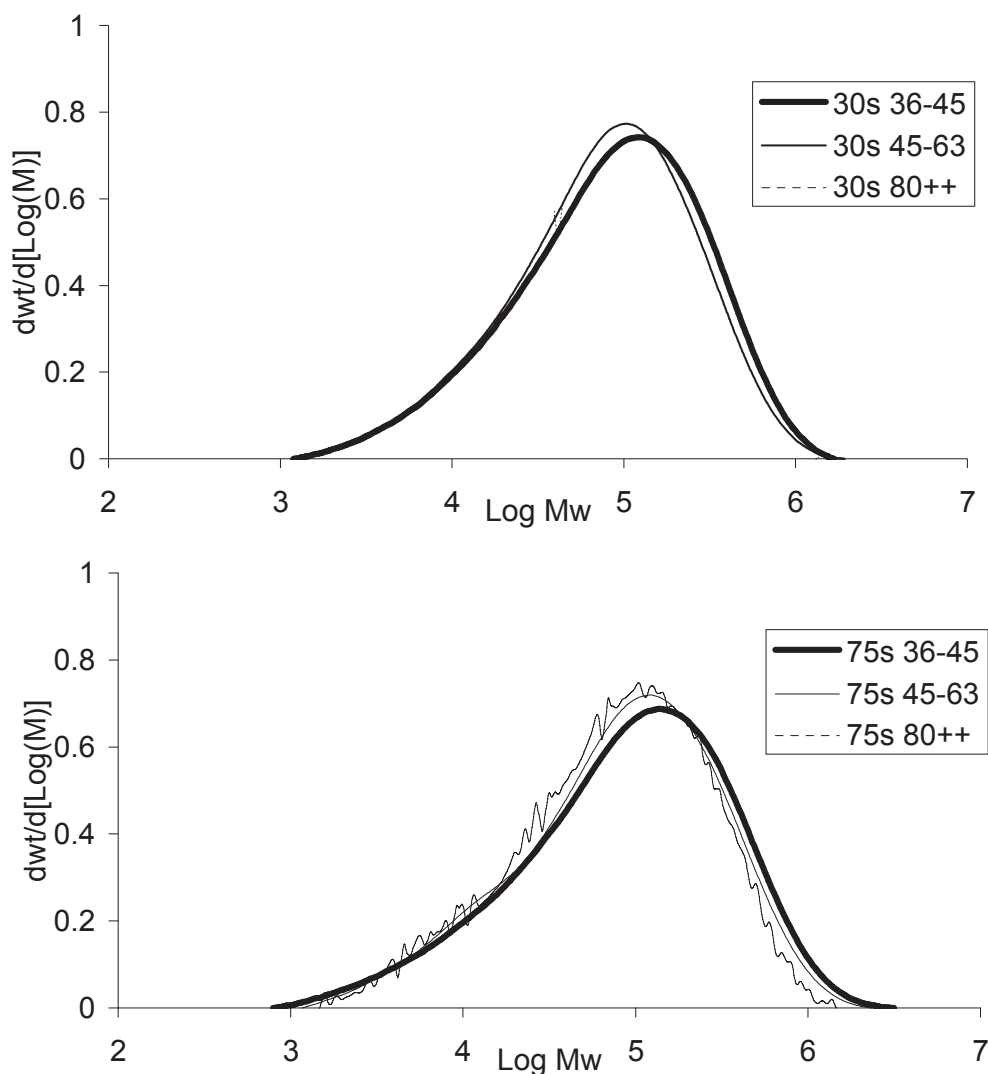 1
0.8
0.6
0.4
0.2
0
dwt/d[Log(M)]
30s 36-45
30s 45-63
30s 80++
2 3 4 5 6 7
Log Mw
1
0.8
0.6
0.4
0.2
0
dwt/d[Log(M)]
75s 36-45
75s 45-63
75s 80++
2 3 4 5 6 7
Log Mw